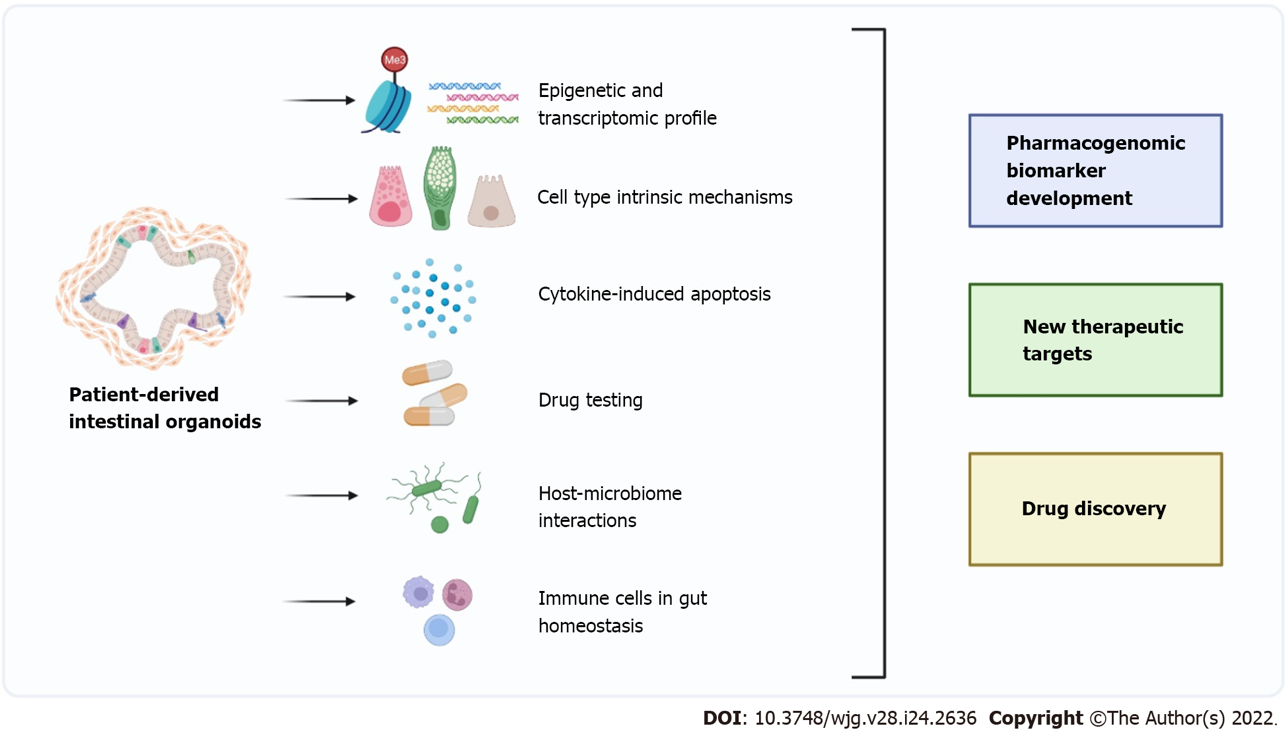 Me3
Epigenetic and
transcriptomic profile
Cell type intrinsic mechanisms
Cytokine-induced apoptosis
Patient-derived
intestinal organoids
Drug testing
Host-microbiome
interactions
Immune cells in gut
homeostasis
Pharmacogenomic
biomarker
development
New therapeutic
targets
Drug discovery
DOI: 10.3748/wjg.v28.i24.2636 Copyright ©The Author(s) 2022.